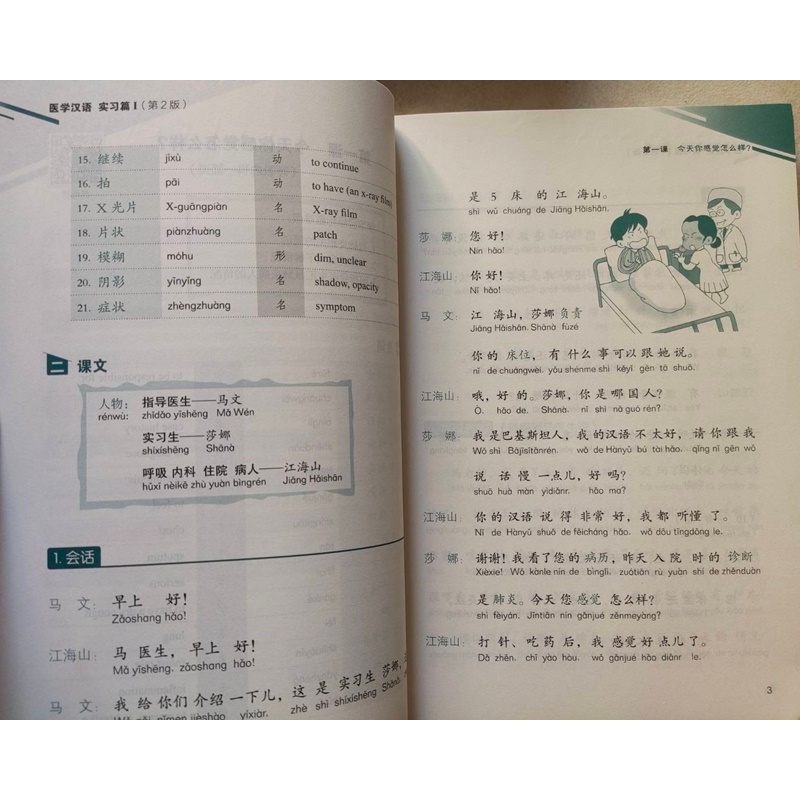 医学汉语 实习篇 I（第2版）
15. 继续 jìxù 动 to continue
16. 拍 pāi 动 to have (an x-ray film)
17. X 光片 X-guāngpiàn 名 X-ray film
18. 片状 piànzhuàng 名 patch
19. 模糊 móhu 形 dim, unclear
20. 阴影 yīnyǐng 名 shadow, opacity
21. 症状 zhèngzhuàng 名 symptom
二 课文
人物： 指导医生——马文
rénwù: zhǐdǎo yīshēng Mǎ Wén
实习生——莎娜
shíxíshēng Shānà
呼吸 内科 住院 病人——江海山
hūxī nèikē zhù yuàn bìngrén Jiāng Hǎishān
1. 会话
马 文： 早上 好！
Zǎoshang hǎo!
江海山： 马 医生，早上 好！
Mǎ yīshēng, zǎoshang hǎo!
马 文： 我 给 你们 介绍 一下儿，这 是 实习生 莎娜，
Wǒ gěi nǐmen jièshào yíxiàr, zhè shì shíxíshēng Shānà,
第一课 今天你感觉怎么样？
是 5 床 的 江 海山。
shì wǔ chuáng de Jiāng Hǎishān.
莎 娜： 您 好！
Nín hǎo!
江海山： 你 好！
Nǐ hǎo!
马 文： 江 海山，莎娜 负责
Jiāng Hǎishān, Shānà fùzé
你的 床位，有 什么 事可以 跟 她 说。
nǐ de chuángwèi, yǒu shénme shì kěyǐ gēn tā shuō.
江海山： 哦，好 的。莎娜，你 是 哪 国 人？
Ò, hǎo de. Shānà, nǐ shì nǎ guó rén?
莎 娜： 我 是 巴基斯坦人，我 的 汉语 不 太 好，请 你 跟 我
Wǒ shì Bājīsītǎnrén, wǒ de Hànyǔ bú tài hǎo, qǐng nǐ gēn wǒ
说 话 慢 一点儿，好 吗？
shuō huà màn yìdiǎnr, hǎo ma?
江海山： 你 的 汉语 说 得 非常 好，我 都 听懂 了。
Nǐ de Hànyǔ shuō de fēicháng hǎo, wǒ dōu tīngdǒng le.
莎 娜： 谢谢！我 看了 您 的 病历，昨天 入 院 时 的 诊断
Xièxie! Wǒ kànle nín de bìnglì, zuótiān rù yuàn shí de zhěnduàn
是 肺炎。今天 您 感觉 怎么样？
shì fèiyán. Jīntiān nín gǎnjué zěnmeyàng?
江海山： 打 针、吃 药 后，我 感觉 好 点儿 了。
Dǎ zhēn、chī yào hòu, wǒ gǎnjué hǎo diǎnr le.
3